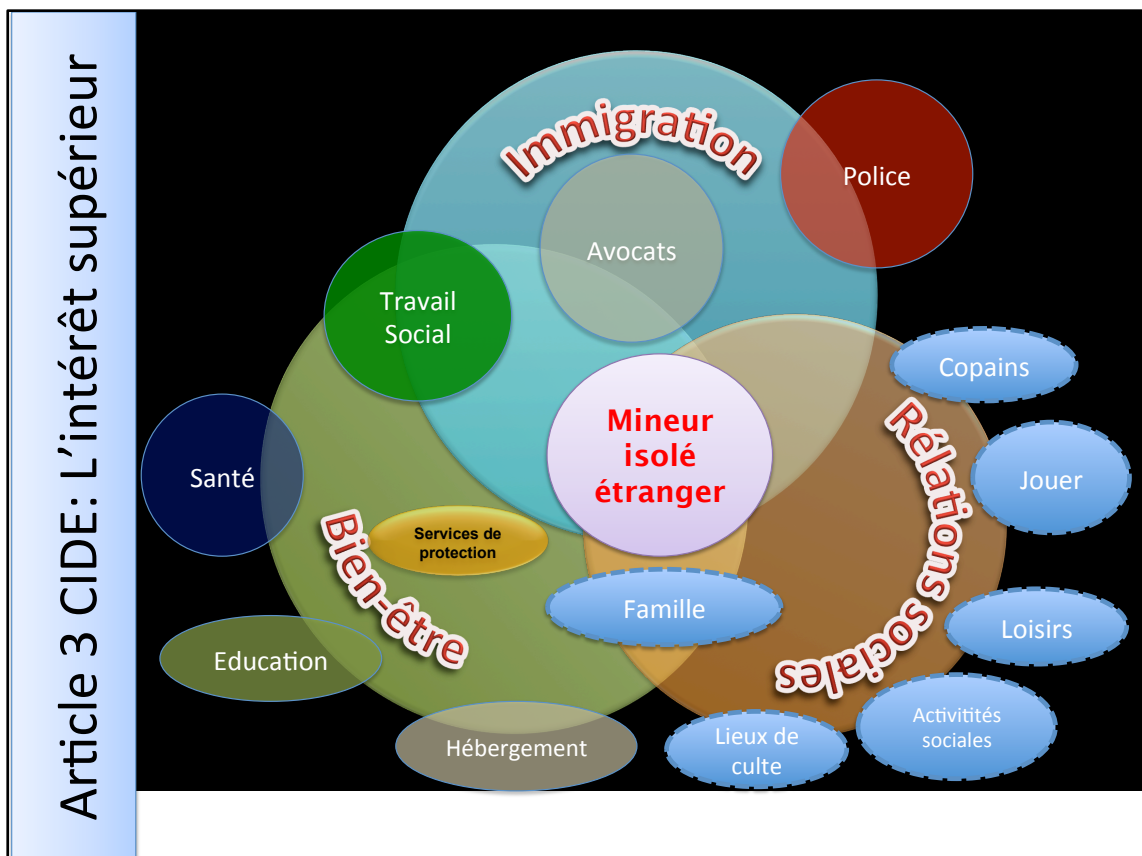 Article 3 CIDE: L'intérêt supérieur
Immigration
Police
Avocats
Travail
Social
Copains
Mineur
isolé
étranger
Rélations sociales
Jouer
Santé
Bien-être
Services de
protection
Famille
Loisirs
Education
Activitités
sociales
Hébergement
Lieux de
culte